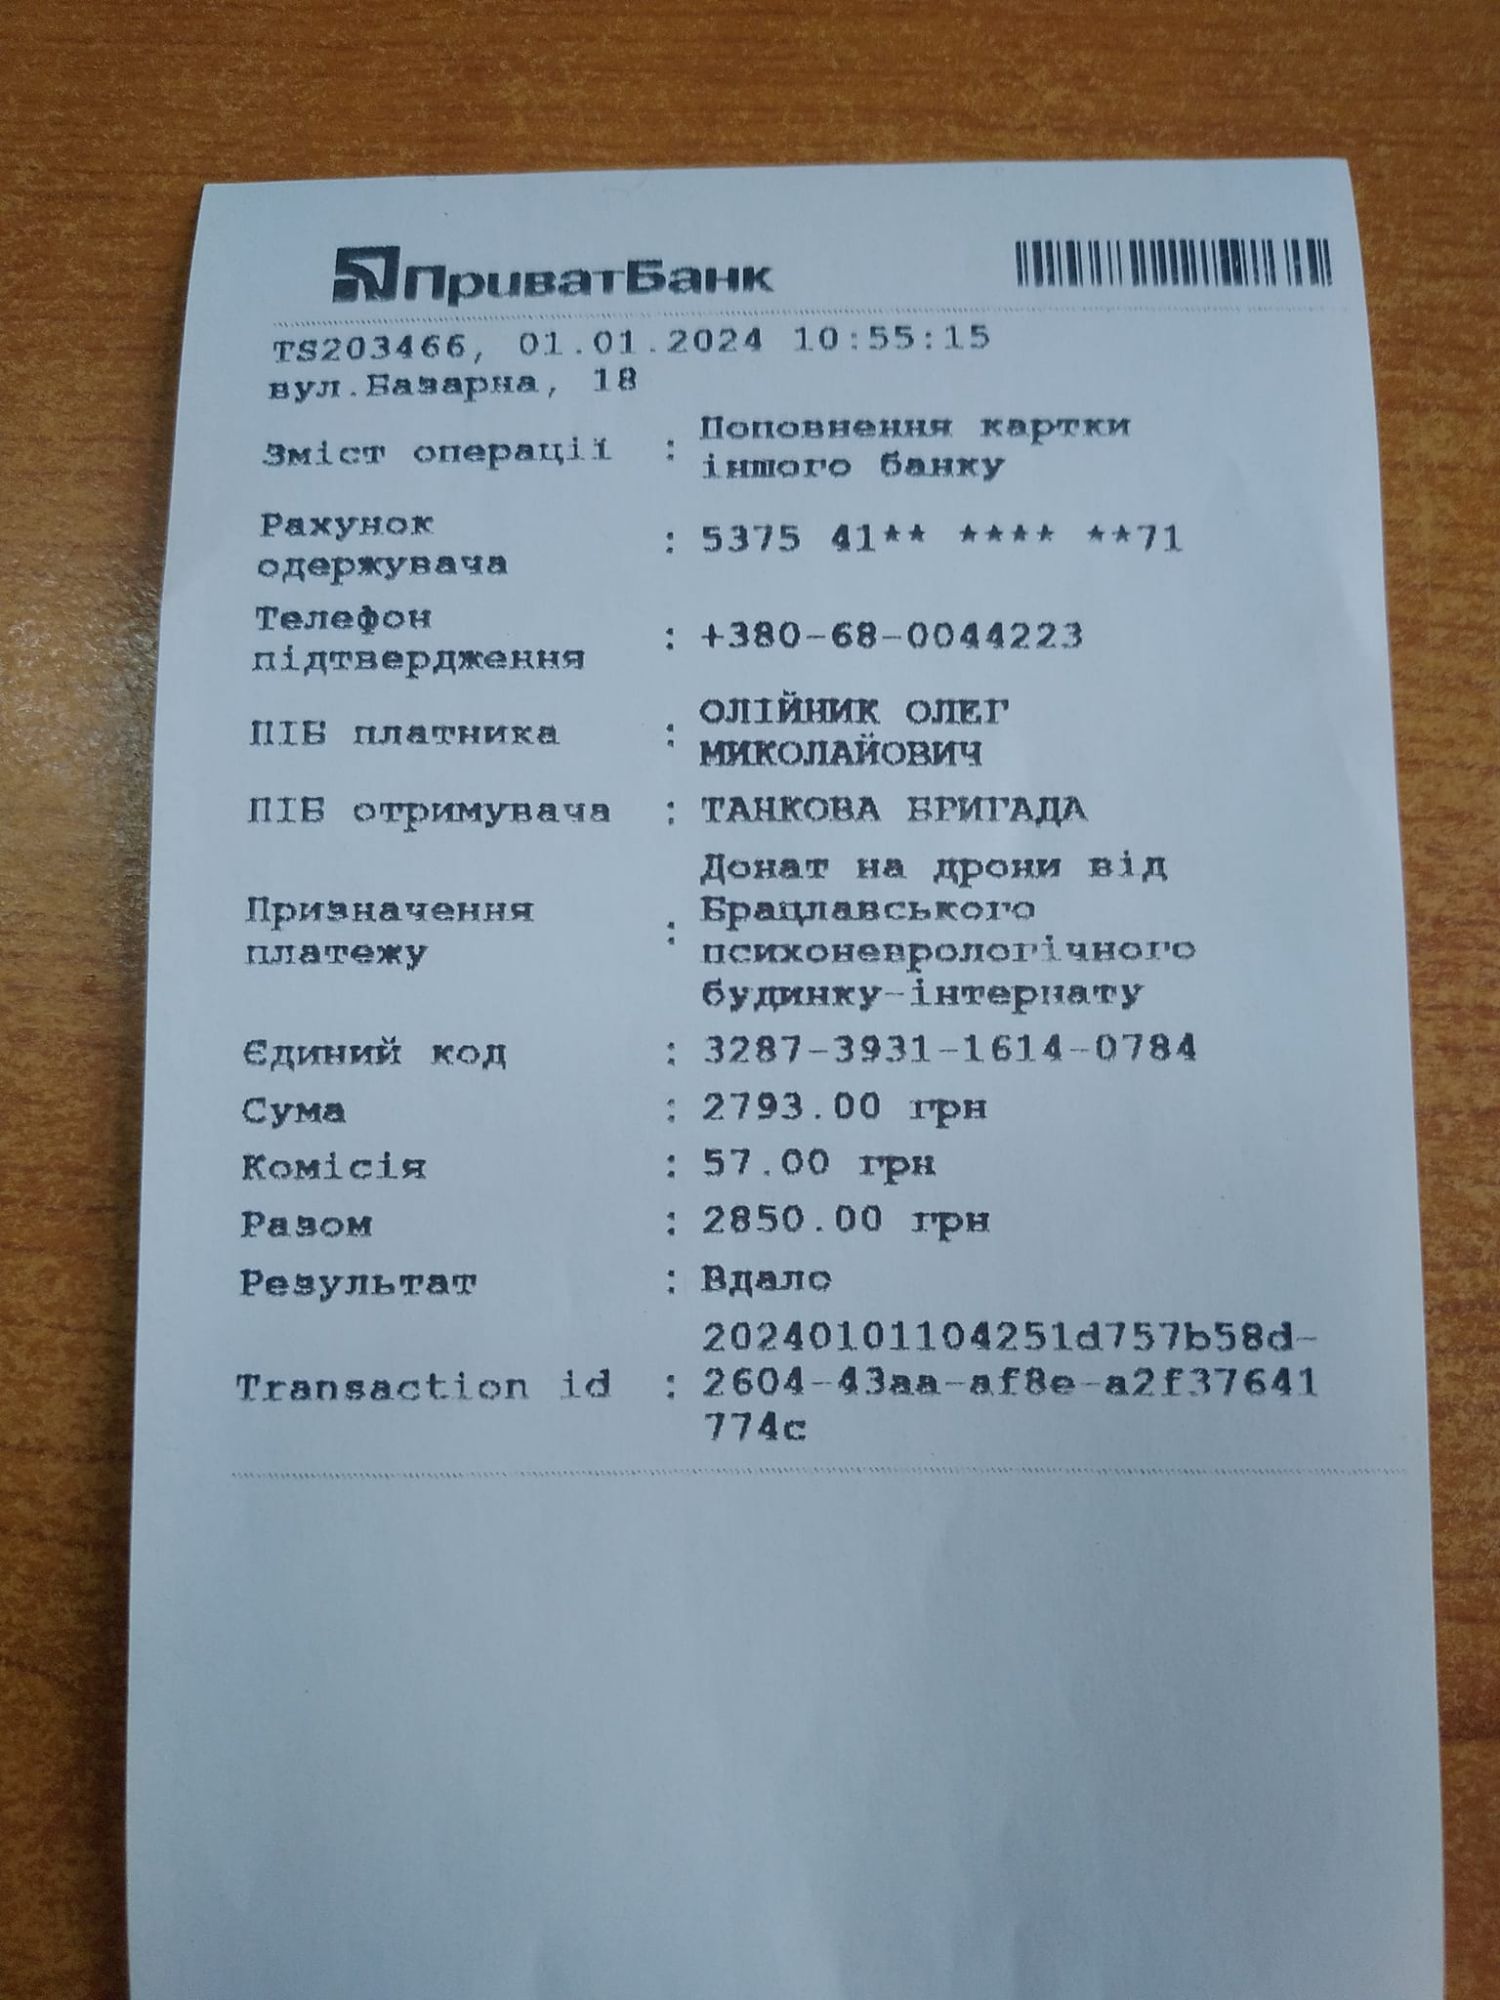 ПриватБанк
TS203466, 01.01.2024 10:55:15
вул.Базарна, 18
Зміст операції : Поповнення картки
іншого банку
Рахунок
одержувача : 5375 41** **** **71
Телефон
підтвердження : +380-68-0044223
ПІБ платника : ОЛІЙНИК ОЛЕГ
МИКОЛАЙОВИЧ
ПІБ отримувача : ТАНКОВА БРИГАДА
Призначення
платежу : Донат на дрони від
Брацлавського
психоневрологічного
будинку-інтернату
Єдиний код : 3287-3931-1614-0784
Сума : 2793.00 грн
Комісія : 57.00 грн
Разом : 2850.00 грн
Результат : Вдало
Transaction id : 20240101104251d757b58d-
2604-43aa-af8e-a2f37641
774c